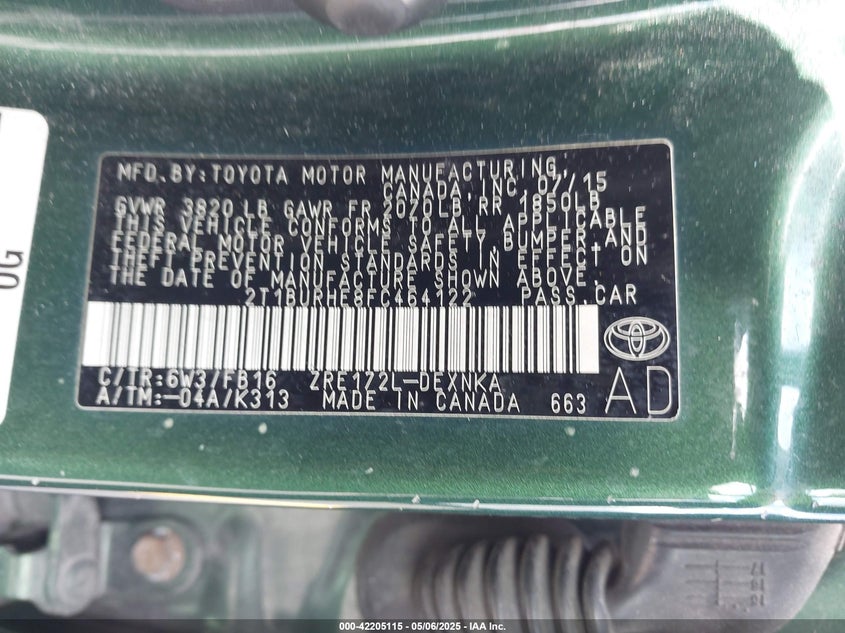 MFD. BY:TOYOTA MOTOR MANUFACTURING,
CANADA, INC. 07/15
GVWR 3820 LB GAWR FR 2020LB RR 1850LB
THIS VEHICLE CONFORMS TO ALL APPLICABLE
FEDERAL MOTOR VEHICLE SAFETY, BUMPER, AND
THEFT PREVENTION STANDARDS IN EFFECT ON
THE DATE OF MANUFACTURE SHOWN ABOVE.
2T1BURHE8FC464122 PASS.CAR
C/TR:6W3/FB16 ZRE172L-DEXNKA
A/TM:-04A/K313 MADE IN CANADA 663
AD
OG
000-42205115 - 05/06/2025 - IAA Inc.